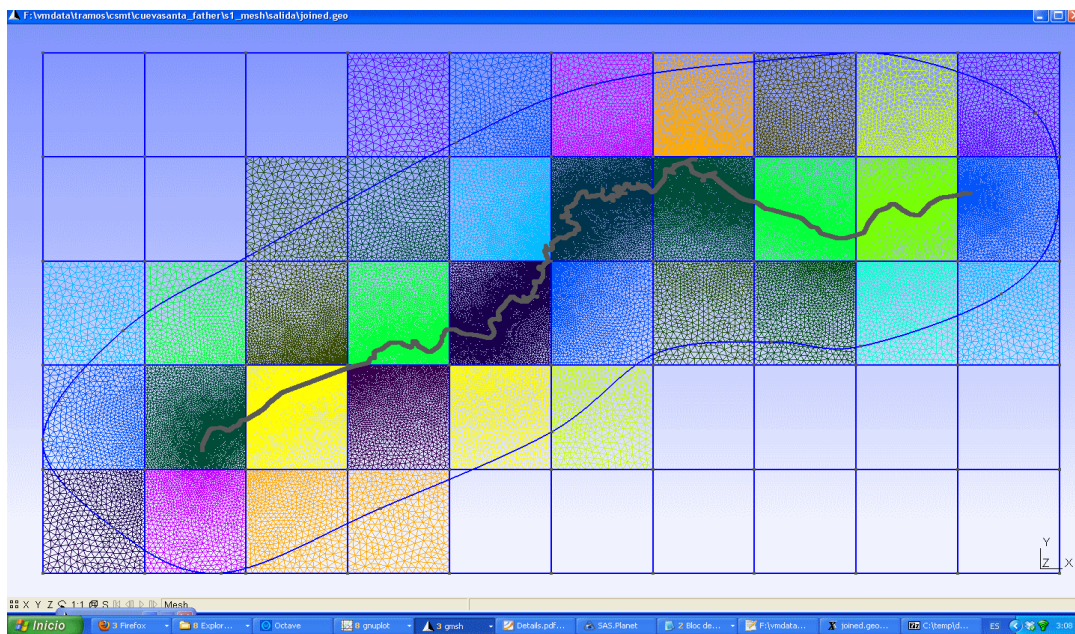 F:\vmdata\tramos\csmt\cuevasanta_father\s1_mesh\salida\joined.geo
Y
Z X
X Y Z 1:1 S Mesh
Inicio 3 Firefox 8 Explor... Octave 8 gnuplot 3 gmsh Details.pdf... SAS.Planet 2 Bloc de... F:\vmdata... joined.geo... C:\temp\d... ES 3:08